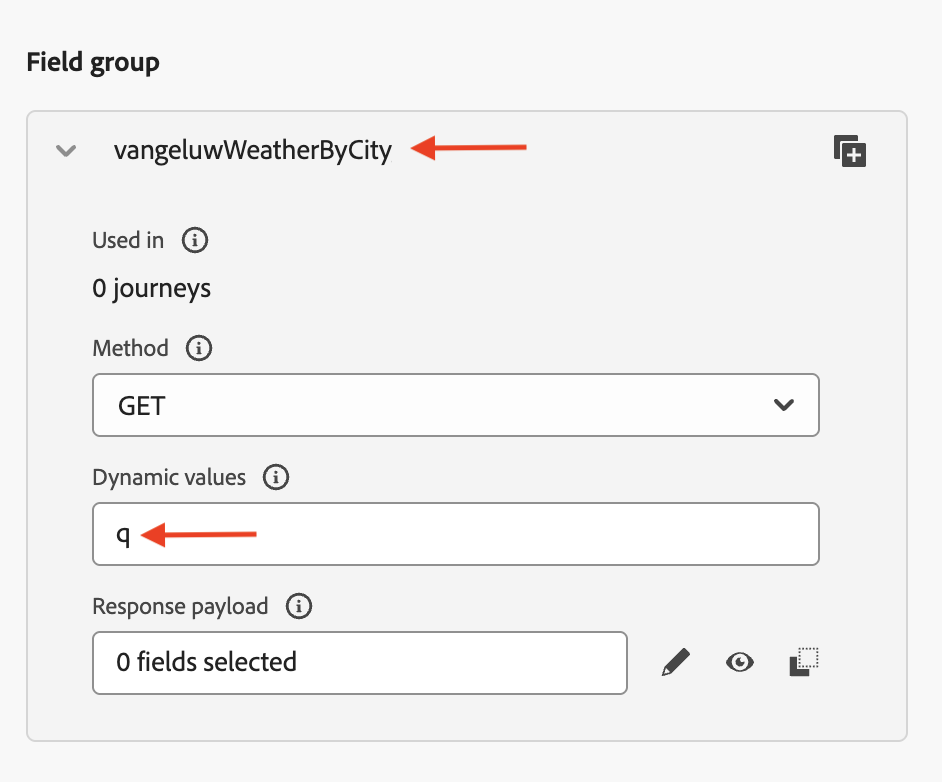 Field group
vangeluwWeatherByCity
Used in
0 journeys
Method
GET
Dynamic values
q
Response payload
0 fields selected